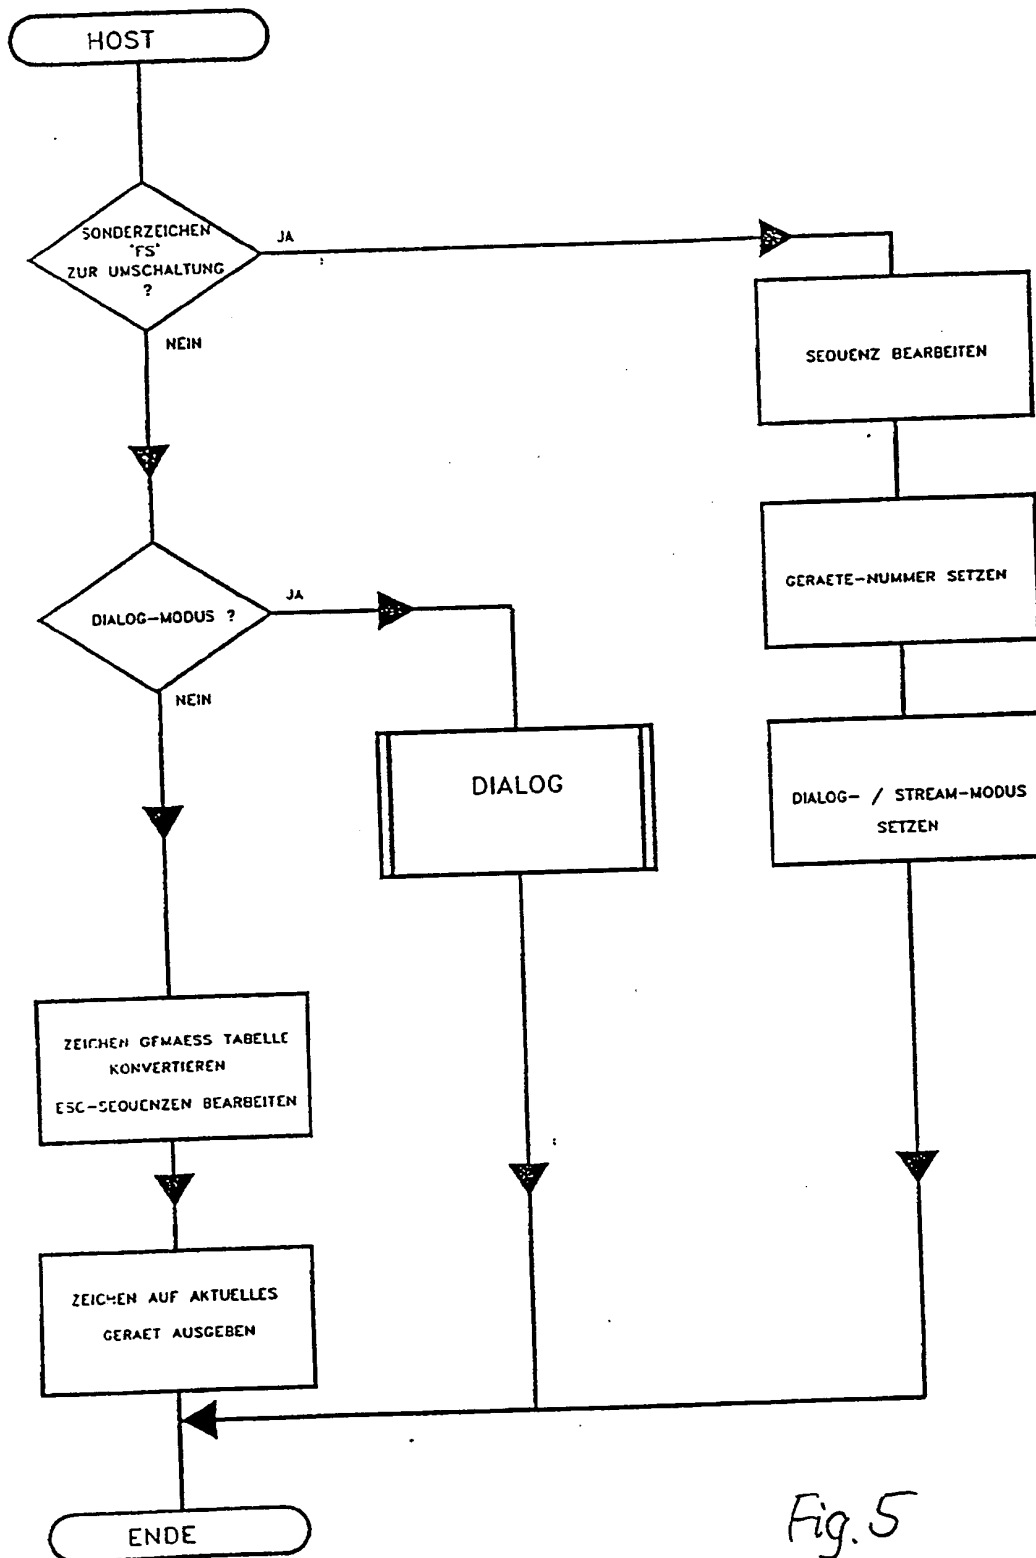 HOST
SONDERZEICHEN
"FS"
ZUR UMSCHALTUNG
?
JA
NEIN
SEQUENZ BEARBEITEN
GERAETE-NUMMER SETZEN
DIALOG-MODUS ?
JA
NEIN
DIALOG
DIALOG- / STREAM-MODUS
SETZEN
ZEICHEN GEMAESS TABELLE
KONVERTIEREN
ESC-SEQUENZEN BEARBEITEN
ZEICHEN AUF AKTUELLES
GERAET AUSGEBEN
ENDE
Fig. 5